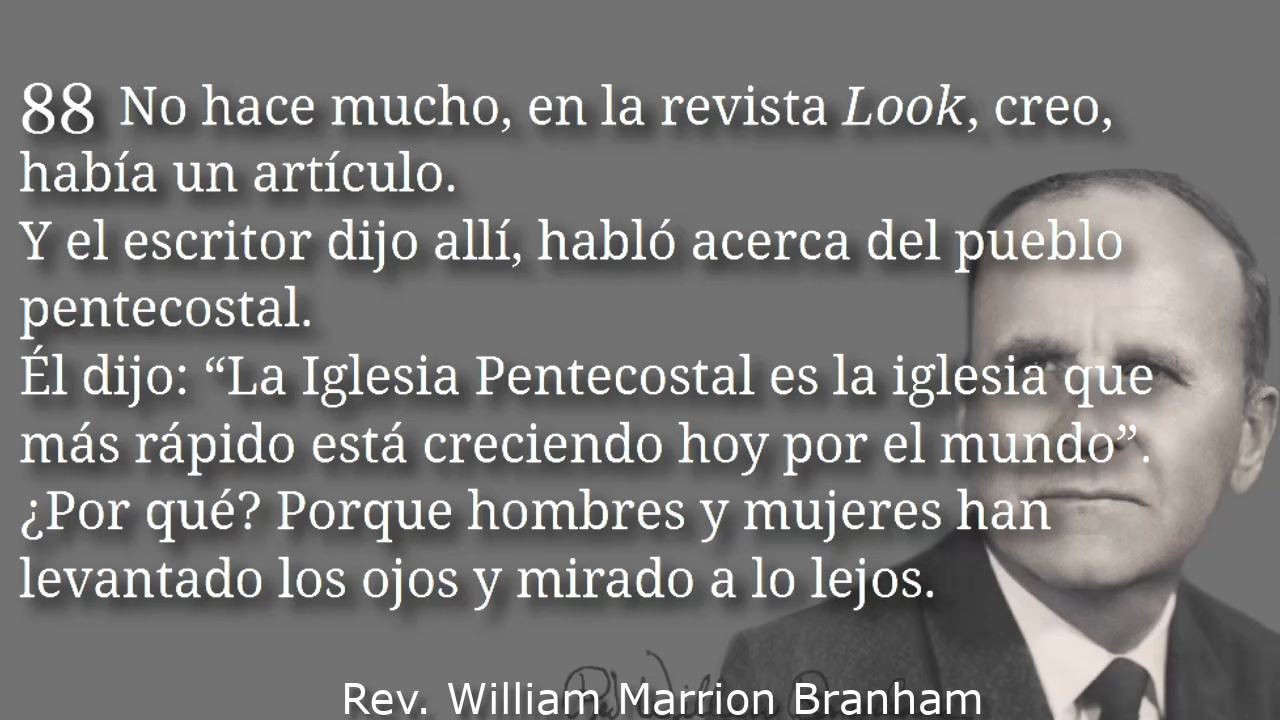 88 No hace mucho, en la revista Look, creo,
había un artículo.
Y el escritor dijo allí, habló acerca del pueblo
pentecostal.
Él dijo: “La Iglesia Pentecostal es la iglesia que
más rápido está creciendo hoy por el mundo”.
¿Por qué? Porque hombres y mujeres han
levantado los ojos y mirado a lo lejos.
Rev. William Marrion Branham